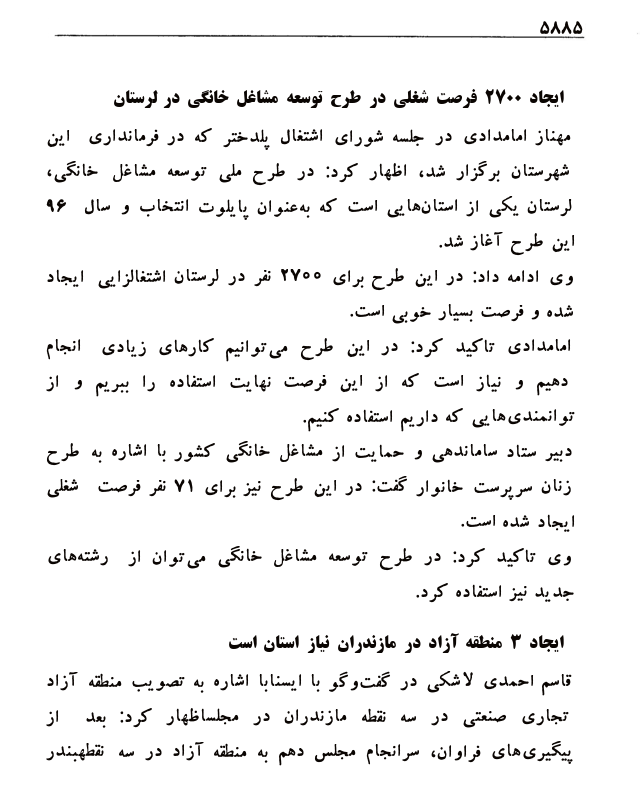 ۵۸۸۵
ایجاد ۲۷۰۰ فرصت شغلی در طرح توسعه مشاغل خانگی در لرستان
مهناز امامدادی در جلسه شورای اشتغال پلدختر که در فرمانداری این
شهرستان برگزار شد، اظهار کرد: در طرح ملی توسعه مشاغل خانگی،
لرستان یکی از استان‌هایی است که به‌عنوان پایلوت انتخاب و سال ۹۶
این طرح آغاز شد.
وی ادامه داد: در این طرح برای ۲۷۰۰ نفر در لرستان اشتغالزایی ایجاد
شده و فرصت بسیار خوبی است.
امامدادی تاکید کرد: در این طرح می‌توانیم کارهای زیادی انجام
دهیم و نیاز است که از این فرصت نهایت استفاده را ببریم و از
توانمندی‌هایی که داریم استفاده کنیم.
دبیر ستاد ساماندهی و حمایت از مشاغل خانگی کشور با اشاره به طرح
زنان سرپرست خانوار گفت: در این طرح نیز برای ۷۱ نفر فرصت شغلی
ایجاد شده است.
وی تاکید کرد: در طرح توسعه مشاغل خانگی می‌توان از رشته‌های
جدید نیز استفاده کرد.
ایجاد ۳ منطقه آزاد در مازندران نیاز استان است
قاسم احمدی لاشکی در گفت‌وگو با ایسنابا اشاره به تصویب منطقه آزاد
تجاری صنعتی در سه نقطه مازندران در مجلساظهار کرد: بعد از
پیگیری‌های فراوان، سرانجام مجلس دهم به منطقه آزاد در سه نقطهبندر